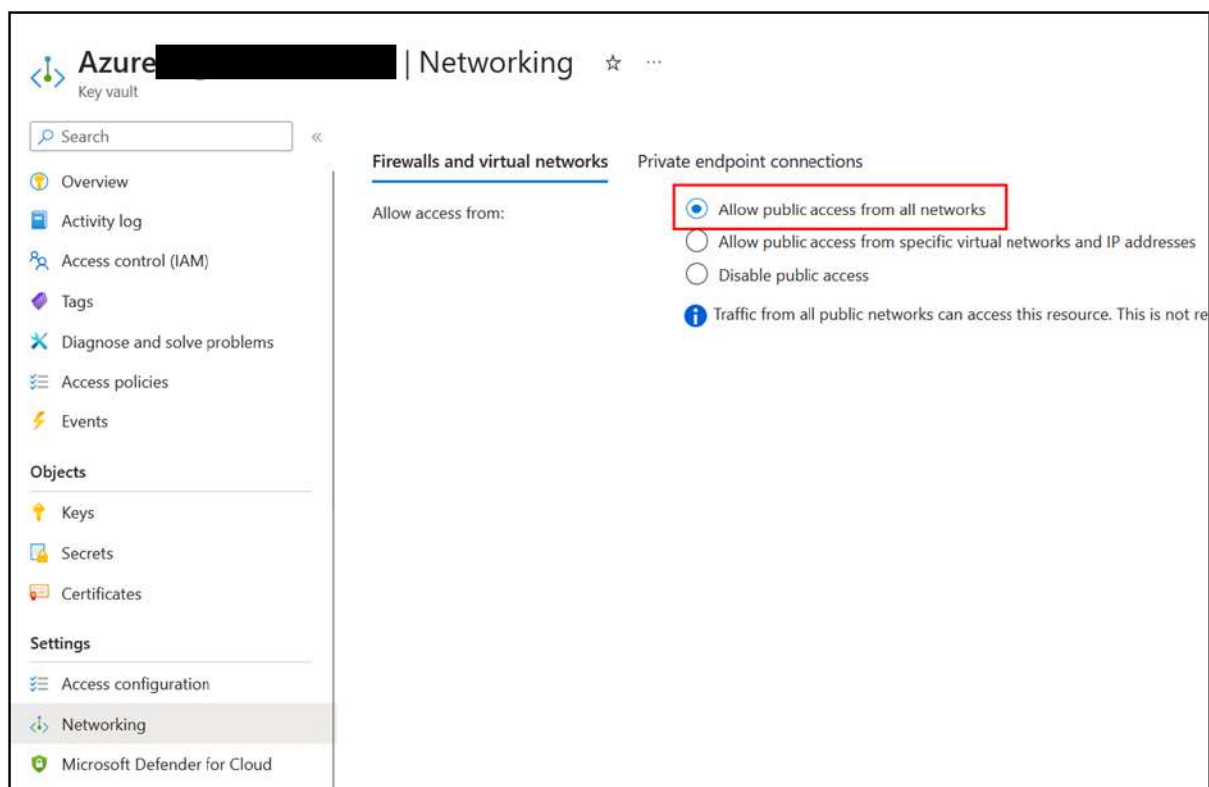 Azure | Networking
Key vault
Search
Overview
Activity log
Access control (IAM)
Tags
Diagnose and solve problems
Access policies
Events
Objects
Keys
Secrets
Certificates
Settings
Access configuration
Networking
Microsoft Defender for Cloud
Firewalls and virtual networks Private endpoint connections
Allow access from:
Allow public access from all networks
Allow public access from specific virtual networks and IP addresses
Disable public access
Traffic from all public networks can access this resource. This is not re